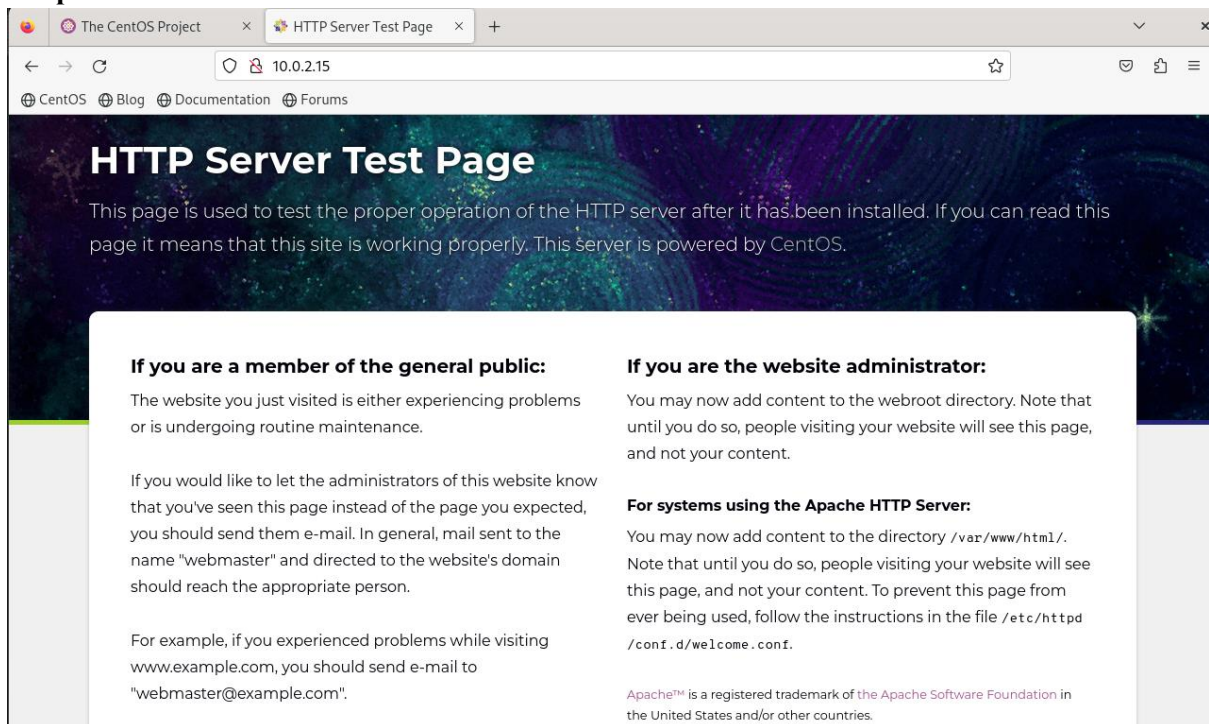 The CentOS Project
HTTP Server Test Page
10.0.2.15
CentOS Blog Documentation Forums
HTTP Server Test Page
This page is used to test the proper operation of the HTTP server after it has been installed. If you can read this
page it means that this site is working properly. This server is powered by CentOS.
If you are a member of the general public:
The website you just visited is either experiencing problems
or is undergoing routine maintenance.
If you would like to let the administrators of this website know
that you've seen this page instead of the page you expected,
you should send them e-mail. In general, mail sent to the
name "webmaster" and directed to the website's domain
should reach the appropriate person.
For example, if you experienced problems while visiting
www.example.com, you should send e-mail to
"webmaster@example.com".
If you are the website administrator:
You may now add content to the webroot directory. Note that
until you do so, people visiting your website will see this page,
and not your content.
For systems using the Apache HTTP Server:
You may now add content to the directory /var/www/html/.
Note that until you do so, people visiting your website will see
this page, and not your content. To prevent this page from
ever being used, follow the instructions in the file /etc/httpd
/conf.d/welcome.conf.
Apache™ is a registered trademark of the Apache Software Foundation in
the United States and/or other countries.